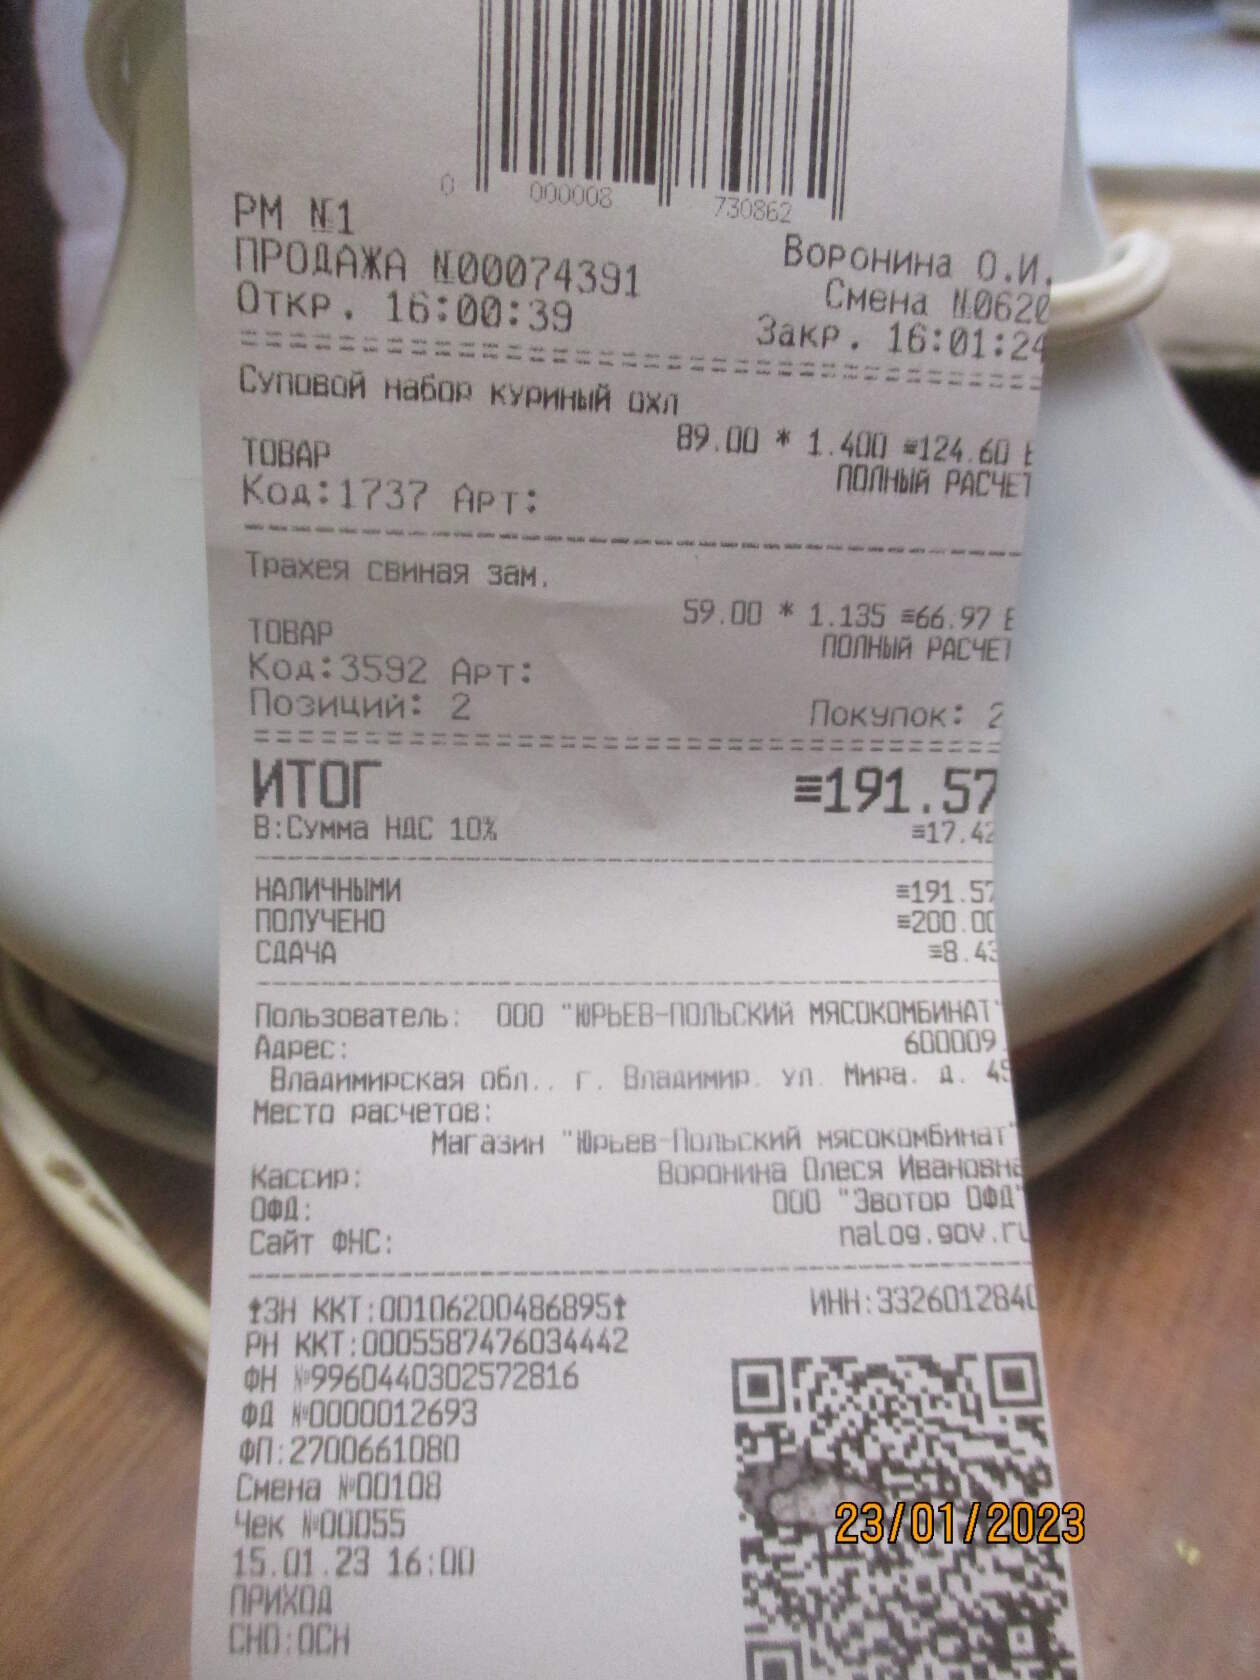 0 000008 730862
РМ №1 Воронина О.И.
ПРОДАЖА №00074391 Смена №0620
Откр. 16:00:39 Закр. 16:01:24
Суповой набор куриный охл
89.00 * 1.400 ≡124.60 В
ТОВАР ПОЛНЫЙ РАСЧЕТ
Код:1737 Арт:
Трахея свиная зам.
59.00 * 1.135 ≡66.97 В
ТОВАР ПОЛНЫЙ РАСЧЕТ
Код:3592 Арт:
Позиций: 2 Покупок: 2
ИТОГ ≡191.57
В:Сумма НДС 10% ≡17.42
НАЛИЧНЫМИ ≡191.57
ПОЛУЧЕНО ≡200.00
СДАЧА ≡8.43
Пользователь: ООО "ЮРЬЕВ-ПОЛЬСКИЙ МЯСОКОМБИНАТ"
Адрес: 600009,
Владимирская обл., г. Владимир, ул. Мира, д. 45
Место расчетов:
Магазин "Юрьев-Польский мясокомбинат"
Кассир: Воронина Олеся Ивановна
ОФД: ООО "Эвотор ОФД"
Сайт ФНС: nalog.gov.ru
ЗН ККТ:00106200486895 ИНН:3326012840
РН ККТ:0005587476034442
ФН №9960440302572816
ФД №0000012693
ФП:2700661080
Смена №00108
Чек №00055
15.01.23 16:00
ПРИХОД
СНО:ОСН
23/01/2023